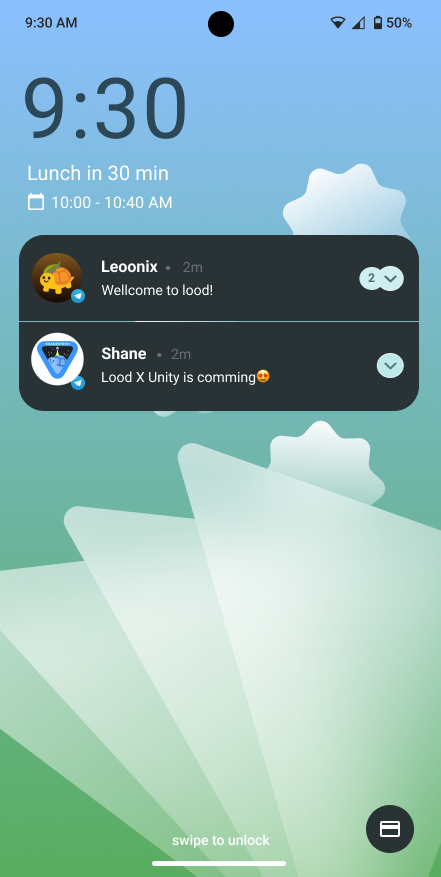 9:30 AM
50%
9:30
Lunch in 30 min
10:00 - 10:40 AM
Leoonix • 2m
Wellcome to lood!
2
Shane • 2m
Lood X Unity is comming😍
swipe to unlock